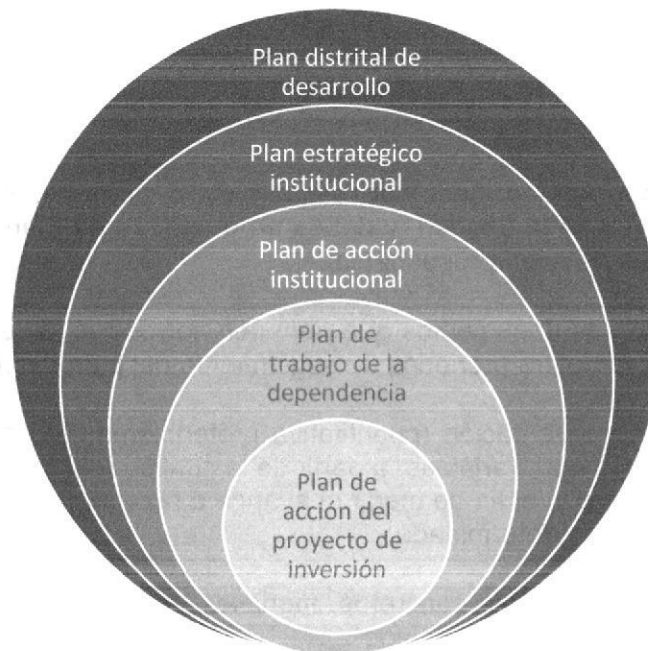 Plan distrital de
desarrollo
Plan estratégico
institucional
Plan de acción
institucional
Plan de
trabajo de la
dependencia
Plan de
acción del
proyecto de
inversión